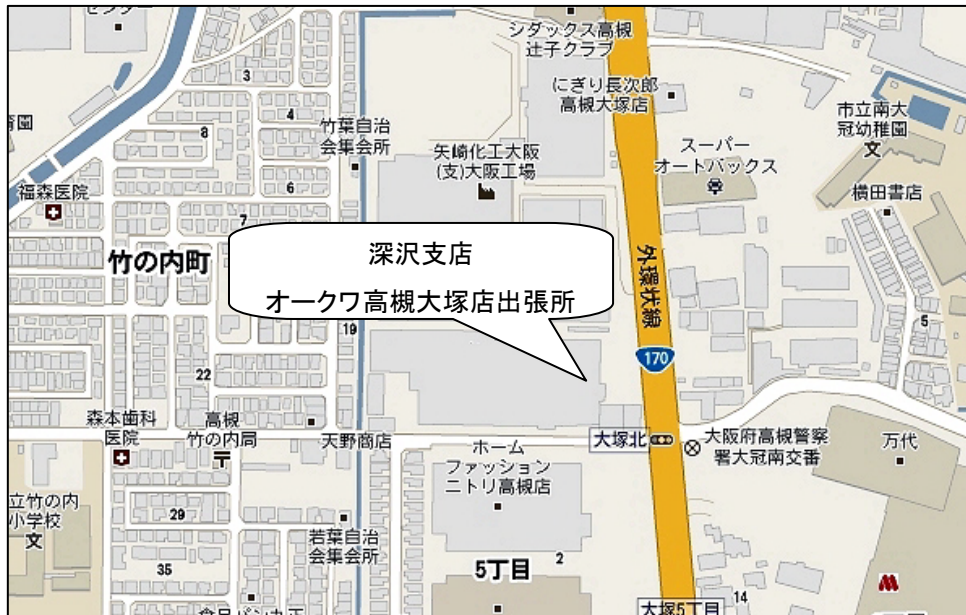 センター
シダックス高槻
辻子クラブ
3
にぎり長次郎
高槻大塚店
4
竹葉自治
会集会所
8
市立南大
冠幼稚園
文
育園
矢崎化工大阪
(支)大阪工場
スーパー
オートバックス
6
福森医院
横田書店
7
竹の内町
深沢支店
オークワ高槻大塚店出張所
外環状線
19
5
170
22
森本歯科
医院
高槻
竹の内局
天野商店
ホーム
ファッション
ニトリ高槻店
大塚北
大阪府高槻警察
署大冠南交番
万代
立竹の内
小学校
文
29
若葉自治
会集会所
35
5丁目
2
14
大塚5丁目